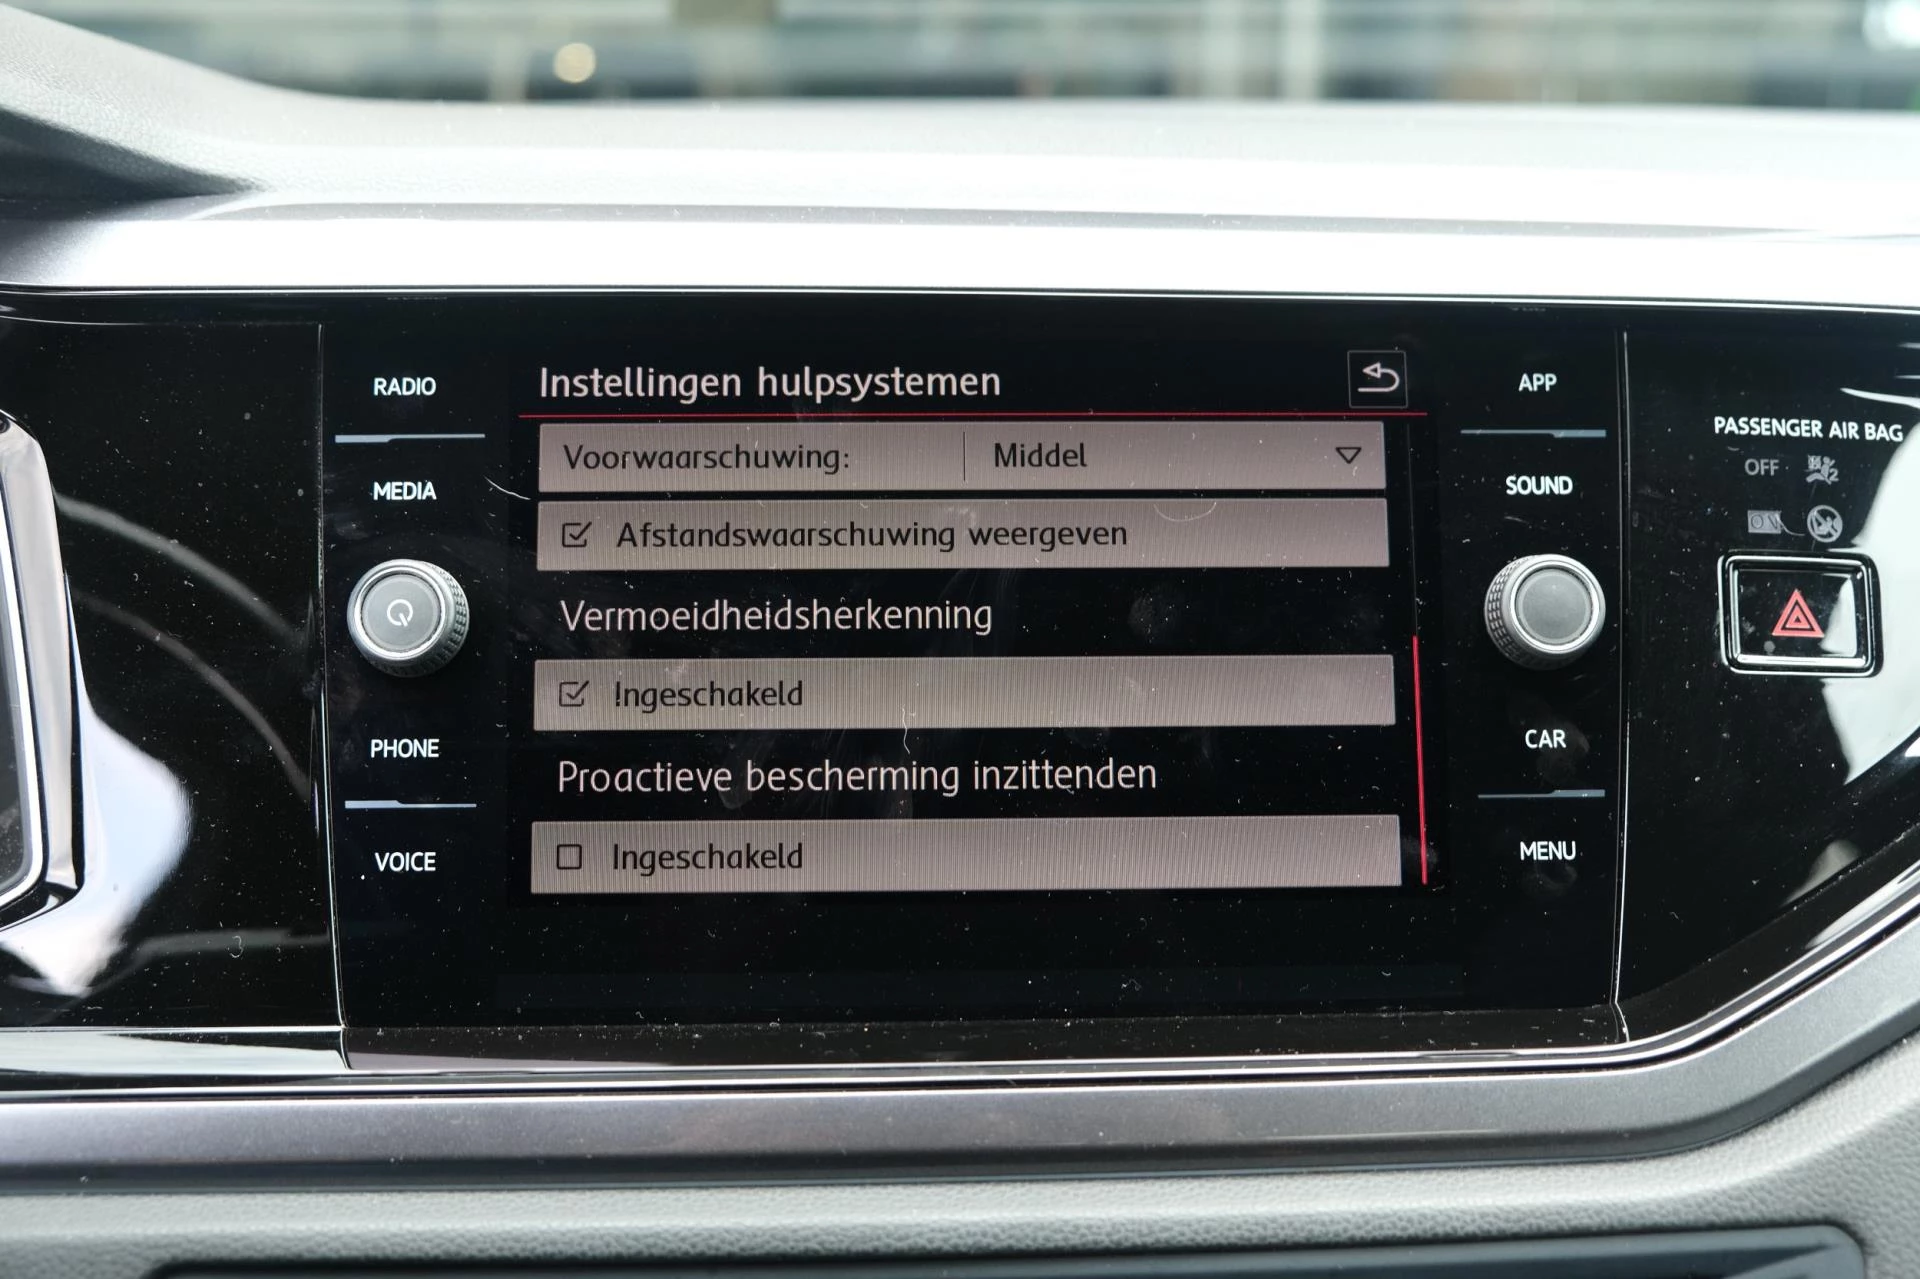 Instellingen hulpsystemen
Voorwaarschuwing: Middel
Afstandswaarschuwing weergeven
Vermoeidheidsherkenning
Ingeschakeld
Proactieve bescherming inzittenden
Ingeschakeld
RADIO
MEDIA
PHONE
VOICE
APP
SOUND
CAR
MENU
PASSENGER AIR BAG
OFF
ON